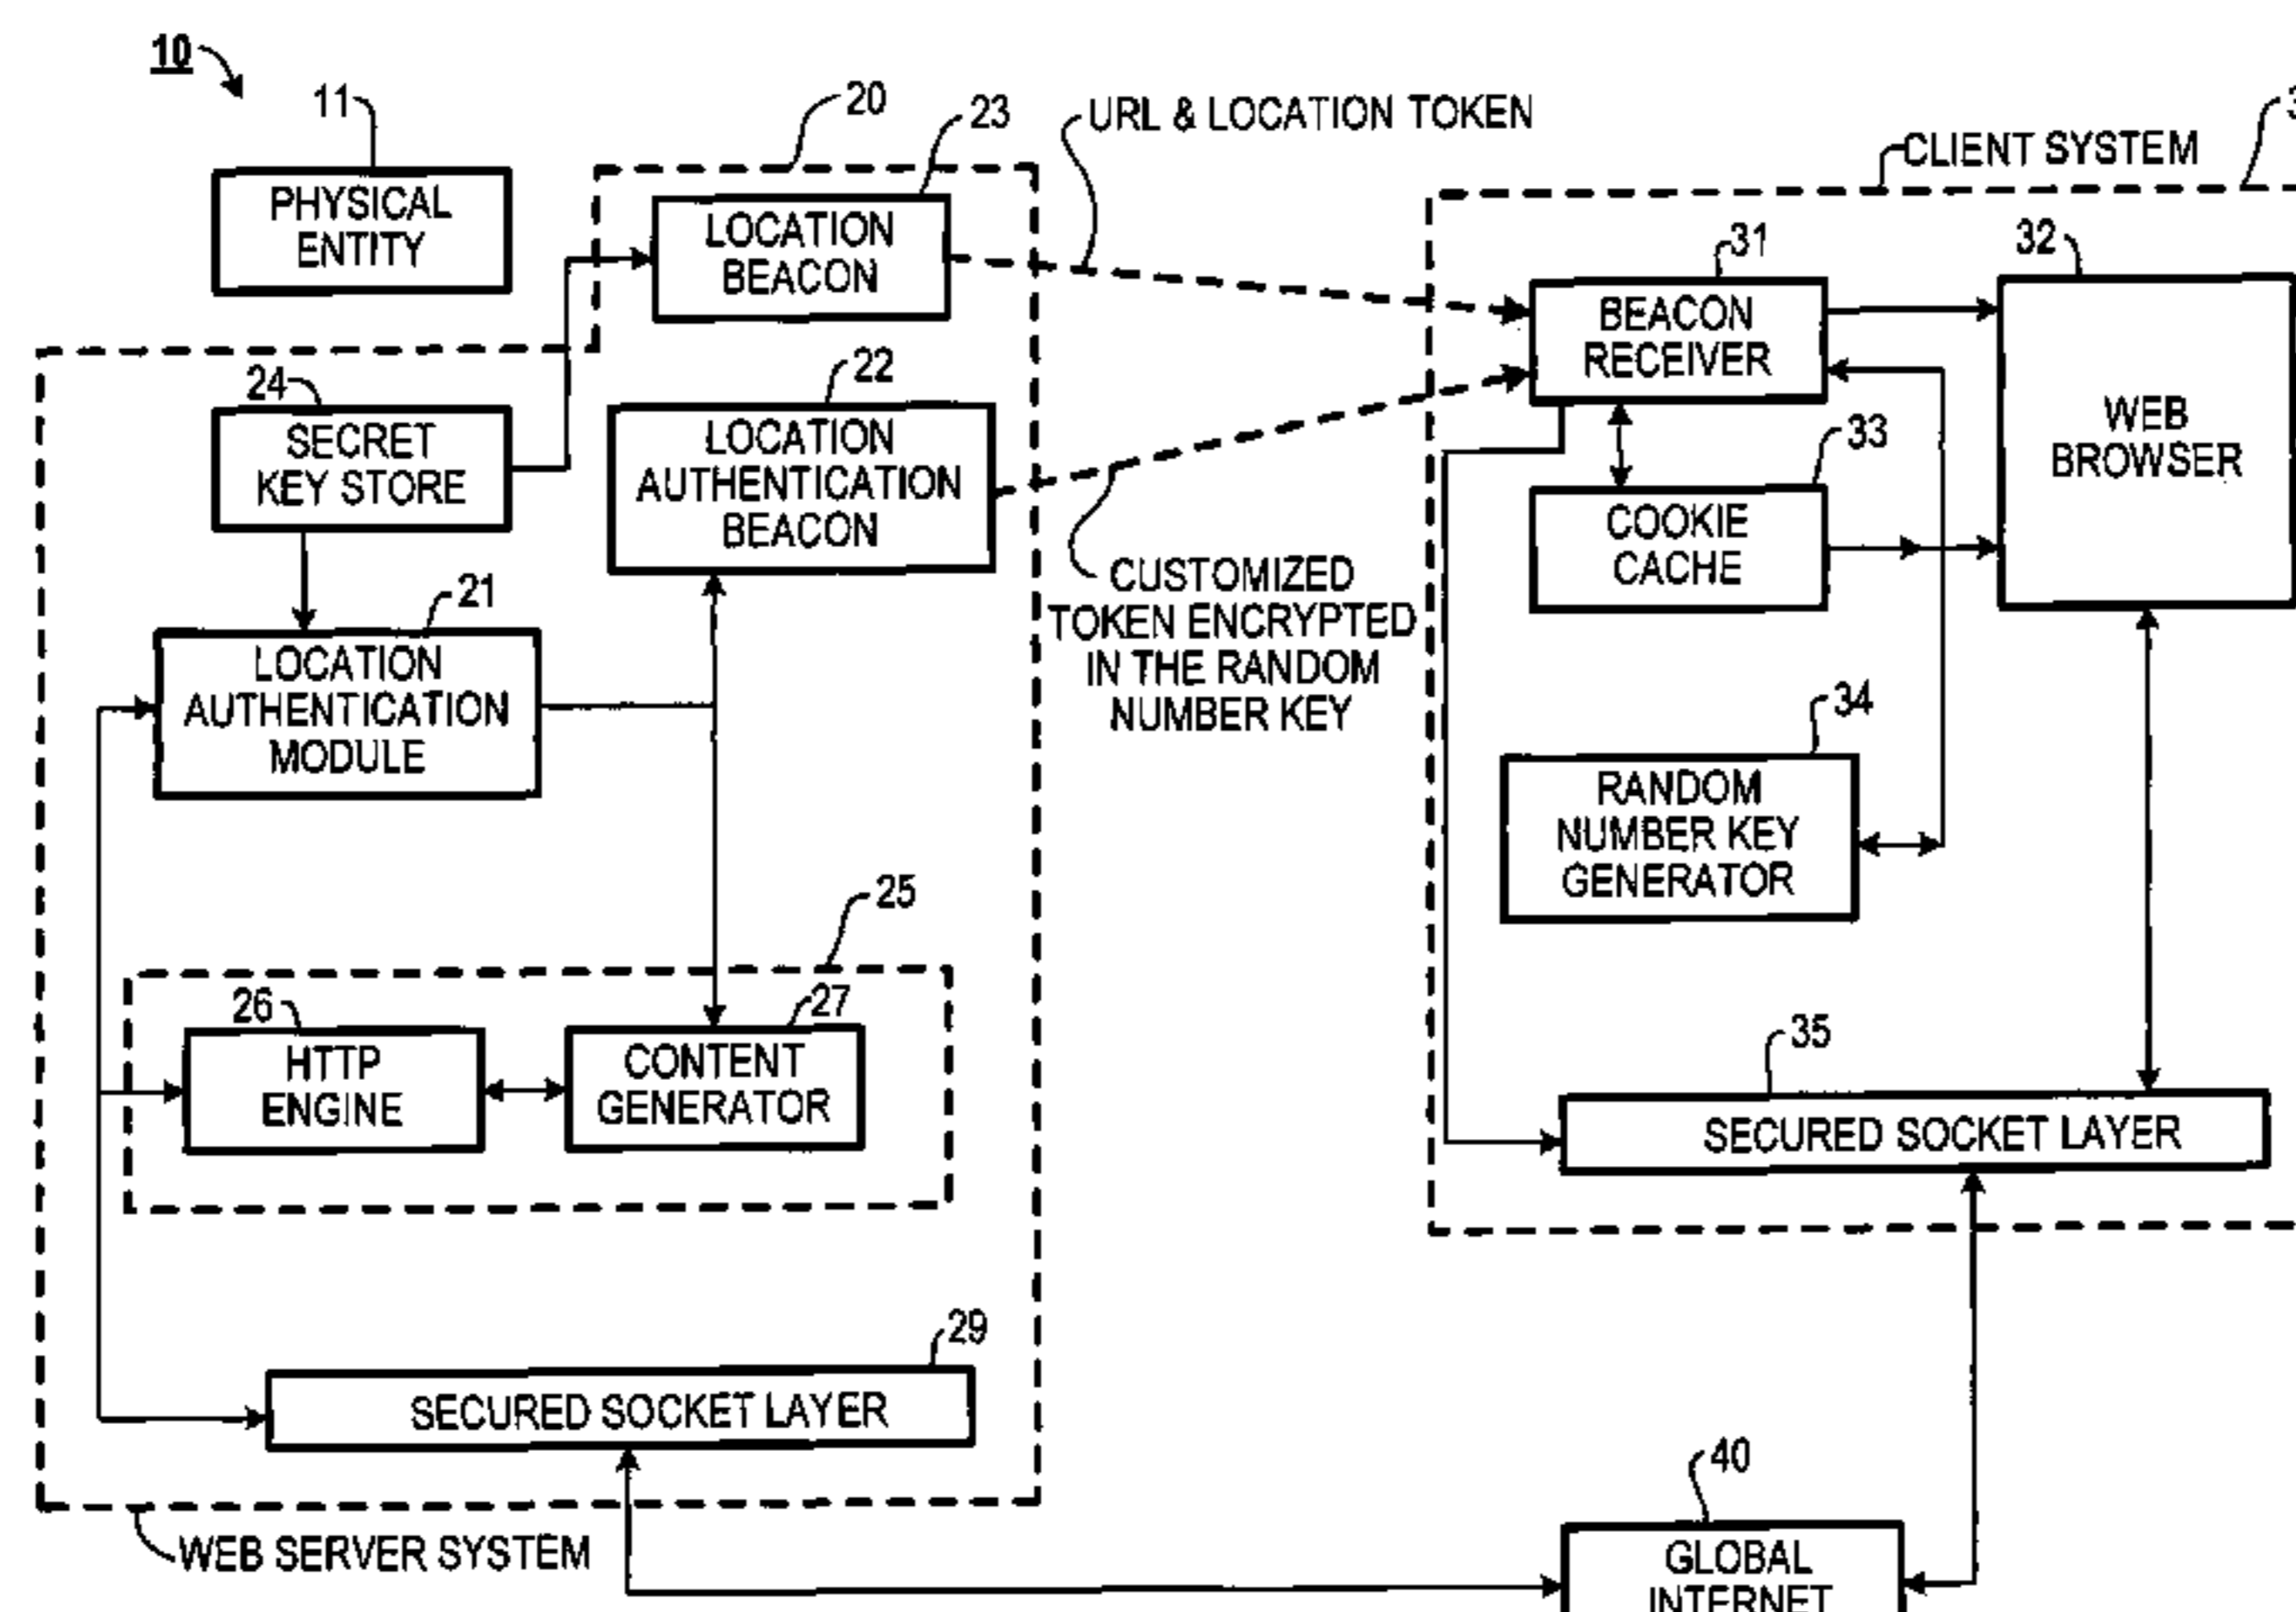 10
11
PHYSICAL
ENTITY
20
23
LOCATION
BEACON
URL & LOCATION TOKEN
CLIENT SYSTEM
24
SECRET
KEY STORE
22
LOCATION
AUTHENTICATION
BEACON
31
BEACON
RECEIVER
32
WEB
BROWSER
33
COOKIE
CACHE
CUSTOMIZED
TOKEN ENCRYPTED
IN THE RANDOM
NUMBER KEY
21
LOCATION
AUTHENTICATION
MODULE
34
RANDOM
NUMBER KEY
GENERATOR
25
26
HTTP
ENGINE
27
CONTENT
GENERATOR
35
SECURED SOCKET LAYER
29
SECURED SOCKET LAYER
WEB SERVER SYSTEM
40
GLOBAL
INTERNET